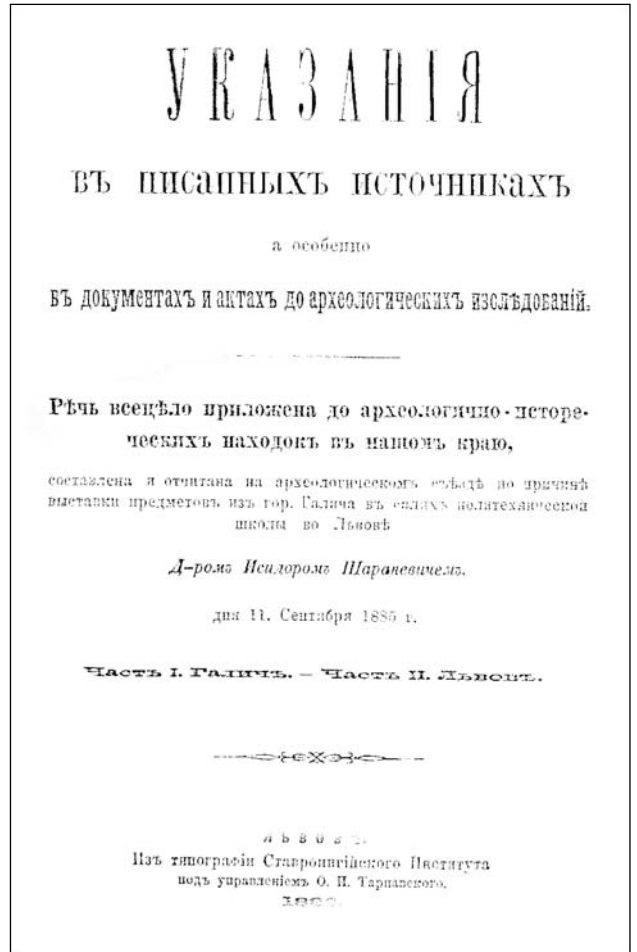 УКАЗАНІЯ
въ писанныхъ источникахъ
а особенно
въ документахъ и актахъ до археологическихъ изслѣдованій.
Рѣчь всецѣло приложена до археологично-исторе-
ческихъ находокъ въ нашомъ краю,
составлена и отчитана на археологическомъ съѣздѣ по причинѣ
выставки предметовъ изъ гор. Галича въ салахъ политехнической
школы во Львовѣ
Д-ромъ Исидоромъ Шараневичемъ.
дня 11. Сентября 1885 г.
Часть I. Галичъ. – Часть II. Львовъ.
ЛЬВОВЪ.
Изъ типографіи Ставропигійского Института
подъ управленіемъ О. И. Тарнавского.